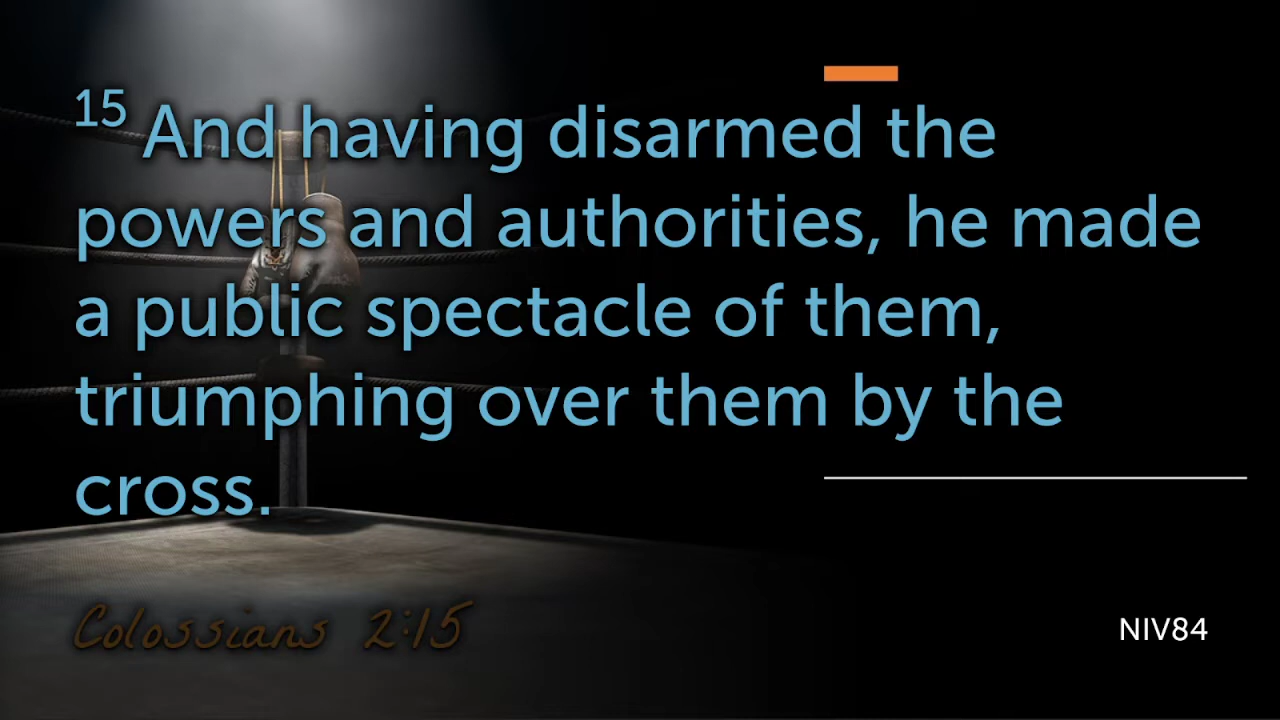 15 And having disarmed the
powers and authorities, he made
a public spectacle of them,
triumphing over them by the
cross.
Colossians 2:15
NIV84